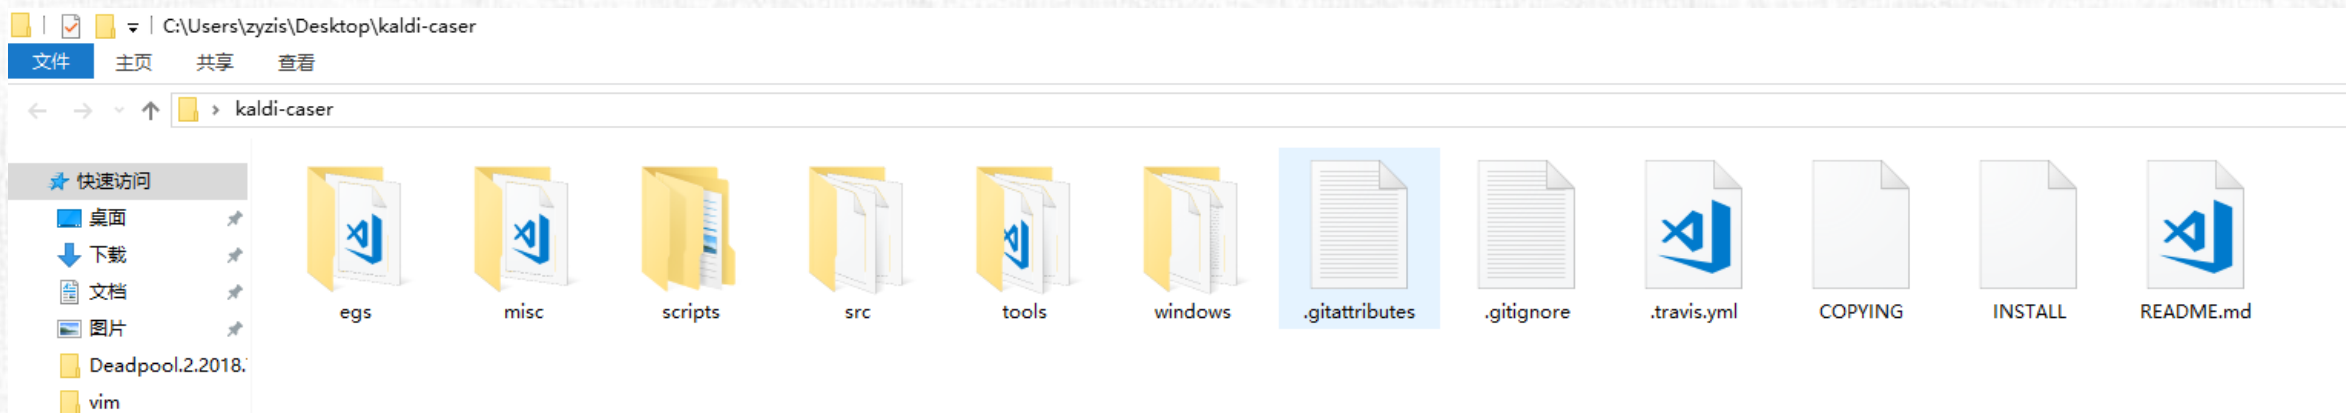 C:\Users\zyzis\Desktop\kaldi-caser
文件 主页 共享 查看
kaldi-caser
快速访问
桌面
下载
文档
图片
Deadpool.2.2018.
vim
egs misc scripts src tools windows .gitattributes .gitignore .travis.yml COPYING INSTALL README.md